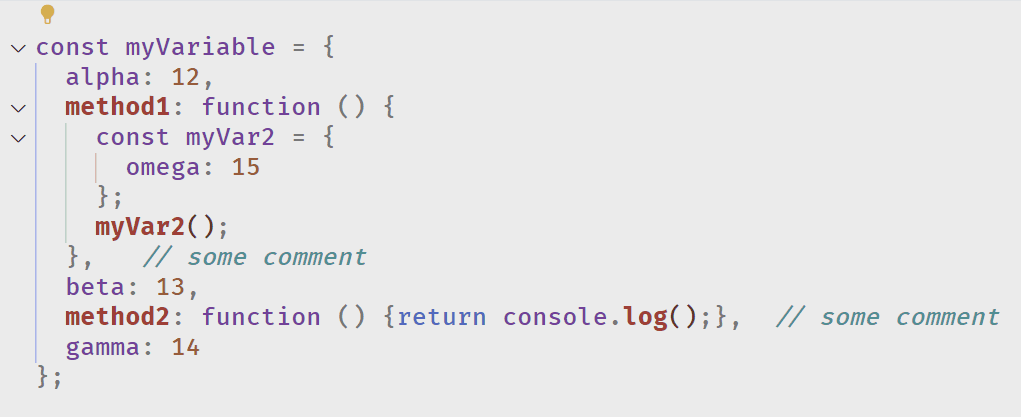 const myVariable = {
alpha: 12,
method1: function () {
const myVar2 = {
omega: 15
};
myVar2();
},   // some comment
beta: 13,
method2: function () {return console.log();},  // some comment
gamma: 14
};